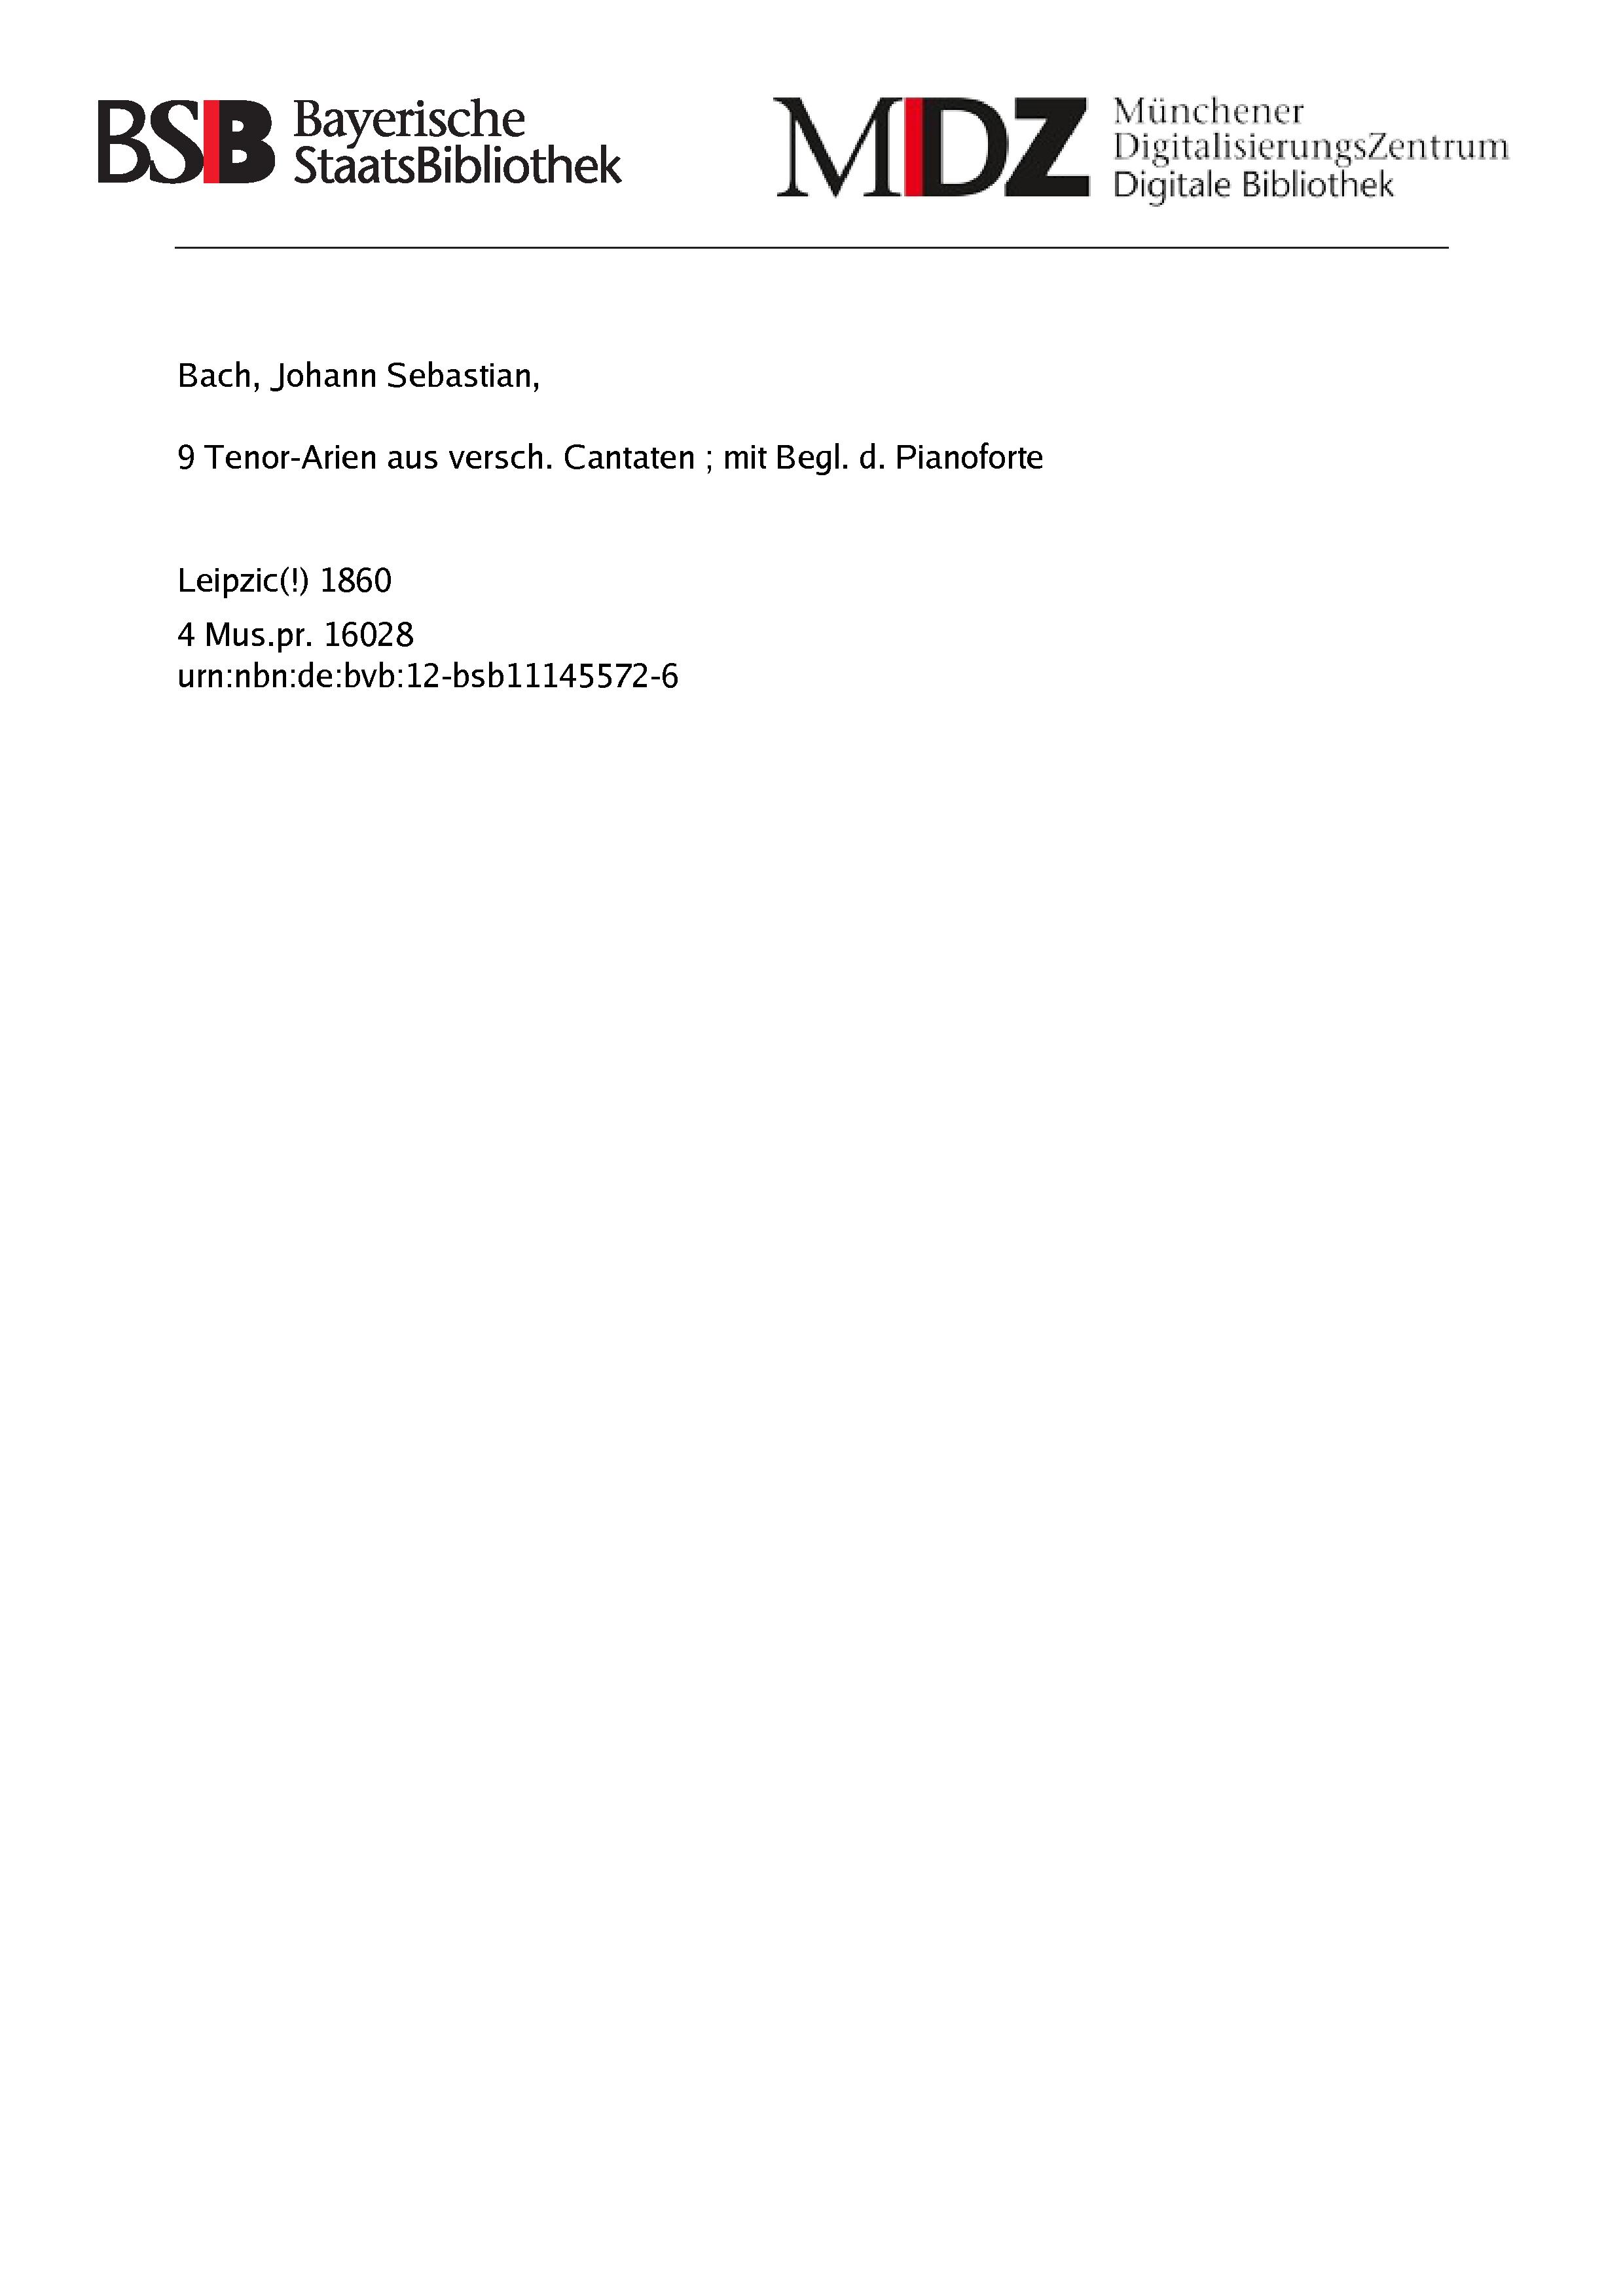 BSB Bayerische
StaatsBibliothek
MDZ Münchener
DigitalisierungsZentrum
Digitale Bibliothek
Bach, Johann Sebastian,
9 Tenor-Arien aus versch. Cantaten ; mit Begl. d. Pianoforte
Leipzic(!) 1860
4 Mus.pr. 16028
urn:nbn:de:bvb:12-bsb11145572-6